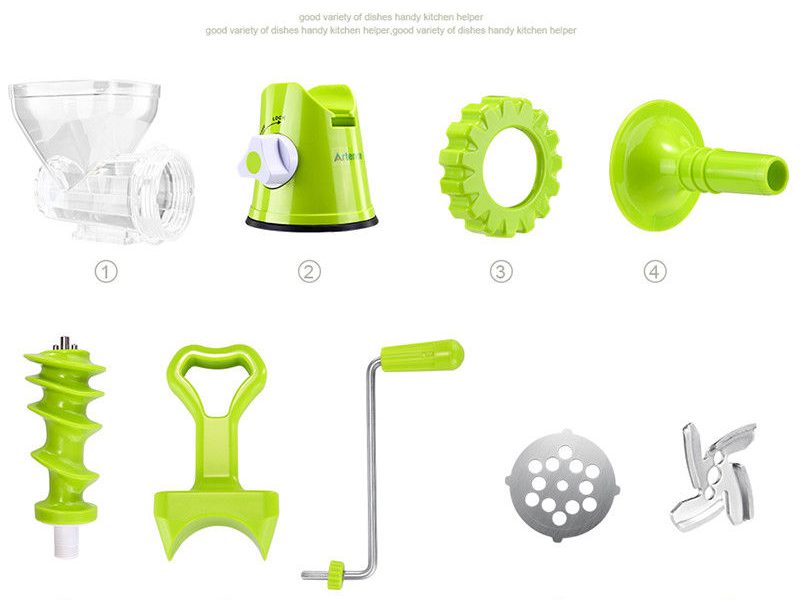 good variety of dishes handy kitchen helper
good variety of dishes handy kitchen helper,good variety of dishes handy kitchen helper
LOCK
1
2
3
4